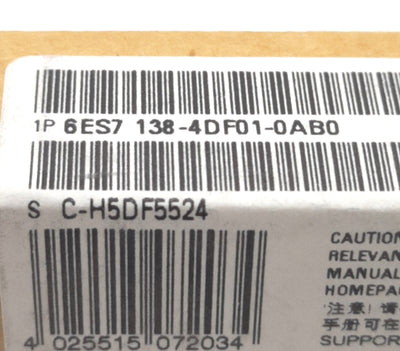 1P 6ES7 138-4DF01-0AB0
S C-H5DF5524
CAUTION
RELEVAN
MANUAL
HOMEPA
(注意) 请
手册可在
SUPPOR
4 025515 072034